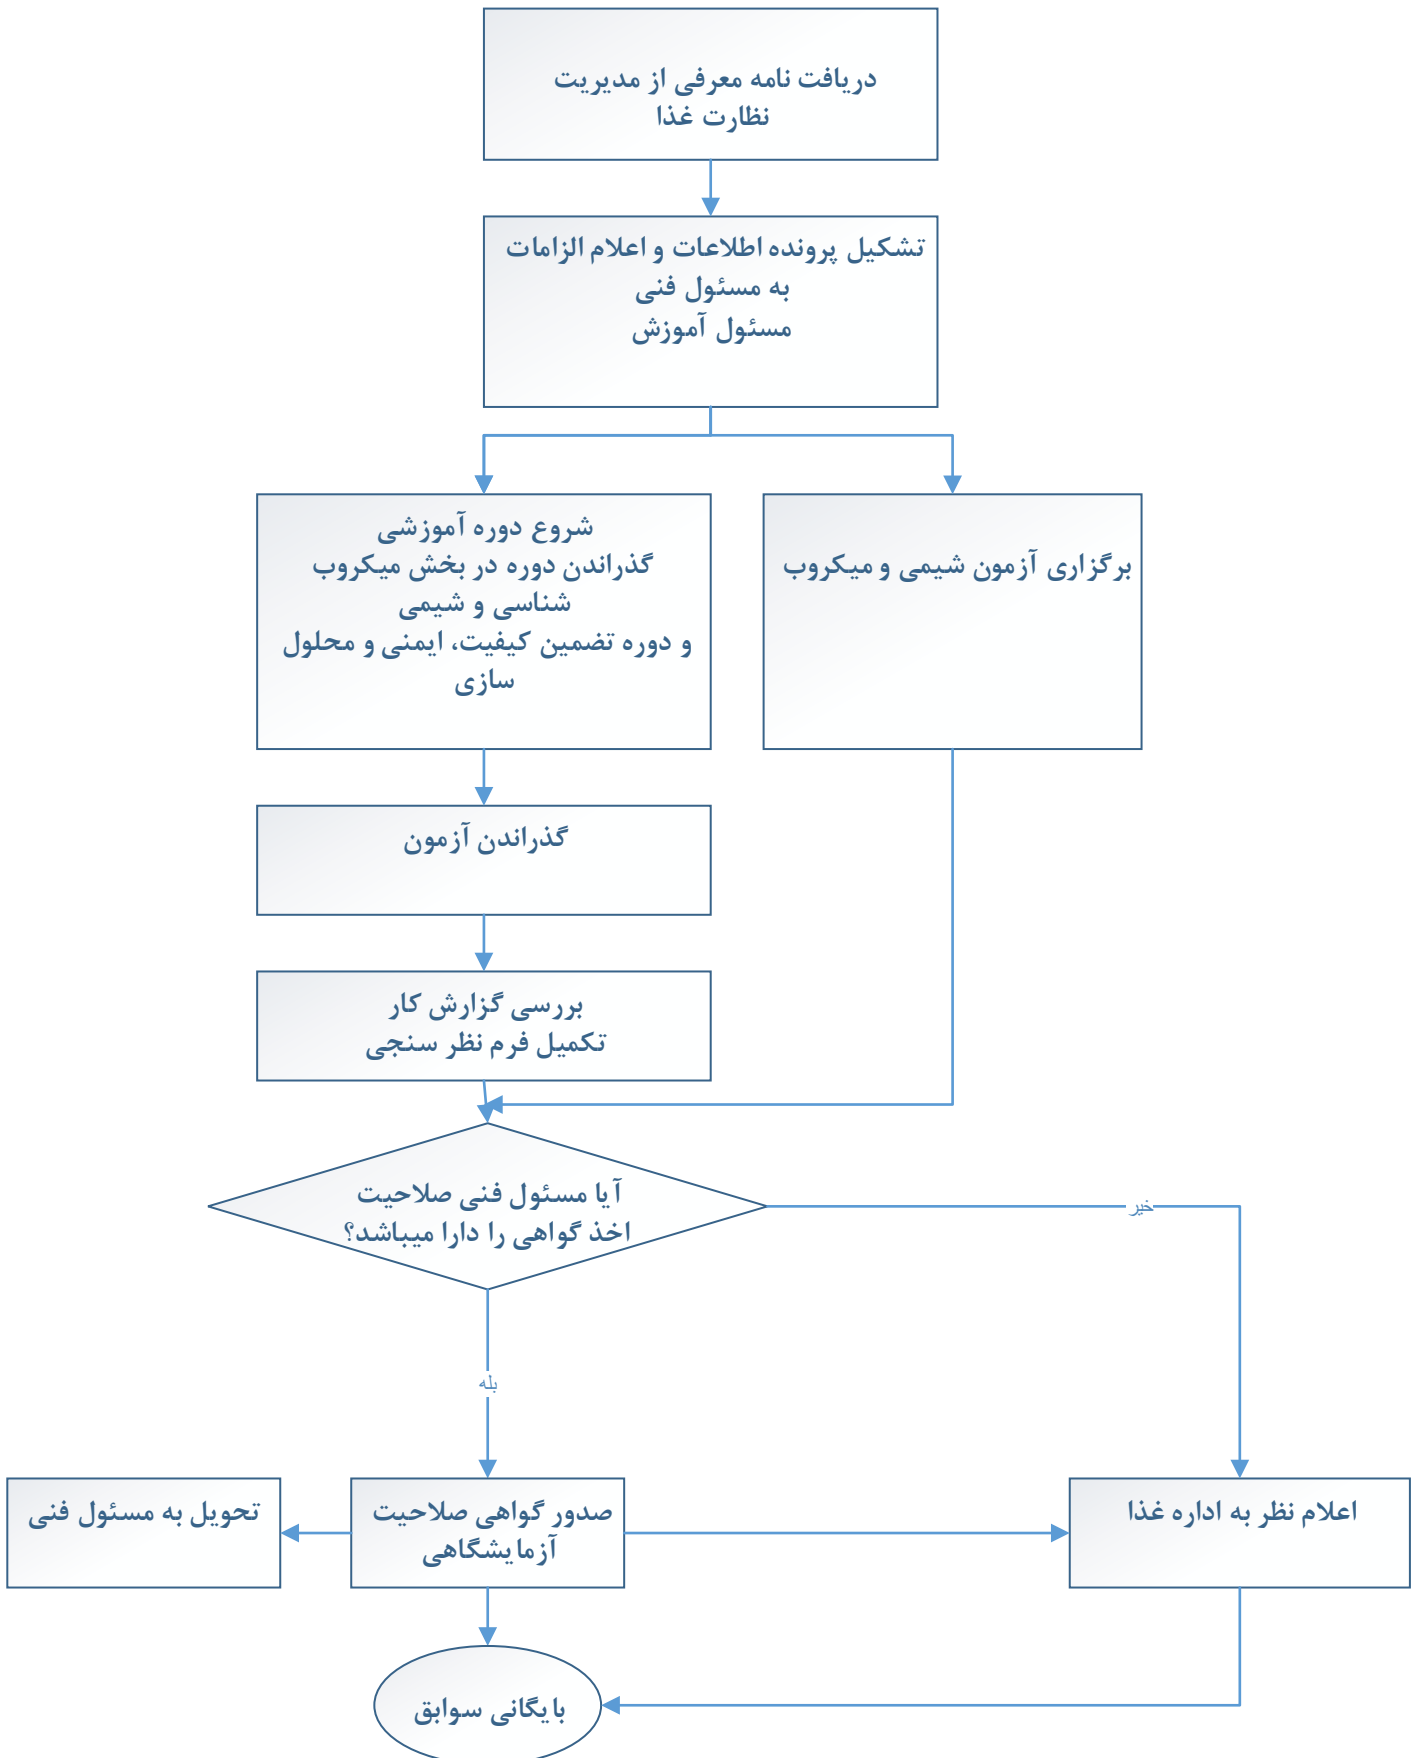 دریافت نامه معرفی از مدیریت
نظارت غذا
تشکیل پرونده اطلاعات و اعلام الزامات
به مسئول فنی
مسئول آموزش
برگزاری آزمون شیمی و میکروب
شروع دوره آموزشی
گذراندن دوره در بخش میکروب
شناسی و شیمی
و دوره تضمین کیفیت، ایمنی و محلول
سازی
گذراندن آزمون
بررسی گزارش کار
تکمیل فرم نظر سنجی
آیا مسئول فنی صلاحیت
اخذ گواهی را دارا میباشد؟
خیر
بله
اعلام نظر به اداره غذا
صدور گواهی صلاحیت
آزمایشگاهی
تحویل به مسئول فنی
بایگانی سوابق